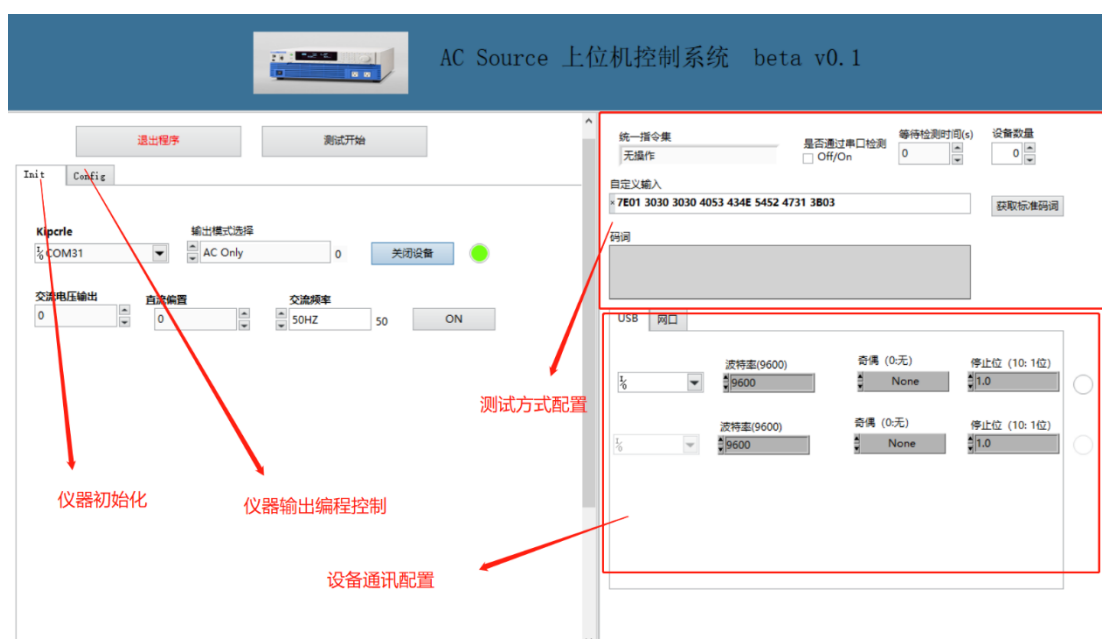 AC Source 上位机控制系统 beta v0.1
退出程序
测试开始
Init
Config
Kipcrle
COM31
输出模式选择
AC Only
0
关闭设备
交流电压输出
0
直流偏置
0
交流频率
50HZ
50
ON
仪器初始化
仪器输出编程控制
测试方式配置
设备通讯配置
统一指令集
无操作
是否通过串口检测
Off/On
等待检测时间(s)
0
设备数量
0
自定义输入
7E01 3030 3030 4053 434E 5452 4731 3B03
获取标准码词
码词
USB
网口
波特率(9600)
9600
奇偶 (0:无)
None
停止位 (10: 1位)
1.0
波特率(9600)
9600
奇偶 (0:无)
None
停止位 (10: 1位)
1.0